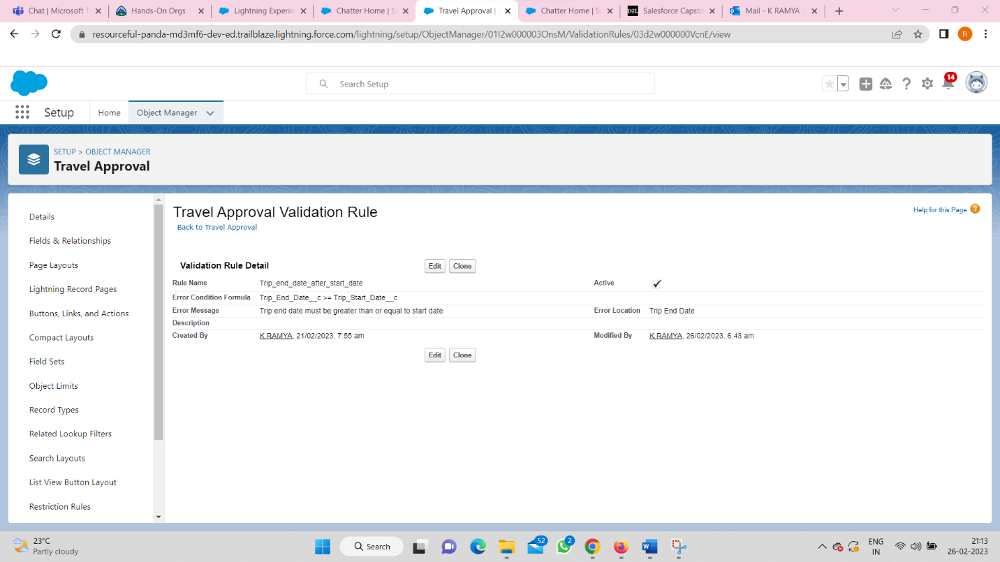 Chat | Microsoft T
Hands-On Orgs
Lightning Experie
Chatter Home | S
Travel Approval |
Chatter Home | S
D2L
Salesforce Capsto
Mail - K RAMYA -
resourceful-panda-md3mf6-dev-ed.trailblaze.lightning.force.com/lightning/setup/ObjectManager/01I2w000003OnsM/ValidationRules/03d2w000000VcnE/view
R
Search Setup
14
Setup
Home
Object Manager
SETUP > OBJECT MANAGER
Travel Approval
Details
Fields & Relationships
Page Layouts
Lightning Record Pages
Buttons, Links, and Actions
Compact Layouts
Field Sets
Object Limits
Record Types
Related Lookup Filters
Search Layouts
List View Button Layout
Restriction Rules
Travel Approval Validation Rule
Help for this Page ?
Back to Travel Approval
Validation Rule Detail
Edit Clone
Rule Name Trip_end_date_after_start_date Active
Error Condition Formula Trip_End_Date__c >= Trip_Start_Date__c
Error Message Trip end date must be greater than or equal to start date Error Location Trip End Date
Description
Created By K RAMYA, 21/02/2023, 7:55 am Modified By K RAMYA, 26/02/2023, 6:43 am
Edit Clone
23°C
Partly cloudy
Search
52
2
W
ENG
IN
21:13
26-02-2023